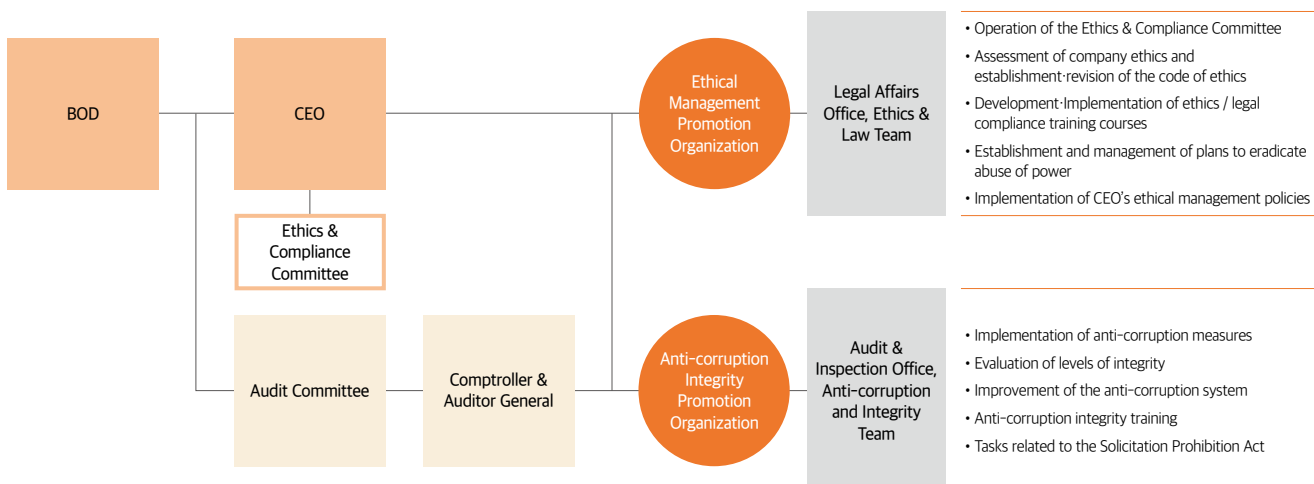 BOD
CEO
Ethics &
Compliance
Committee
Audit Committee
Comptroller &
Auditor General
Ethical
Management
Promotion
Organization
Legal Affairs
Office, Ethics &
Law Team
• Operation of the Ethics & Compliance Committee
• Assessment of company ethics and
establishment·revision of the code of ethics
• Development·Implementation of ethics / legal
compliance training courses
• Establishment and management of plans to eradicate
abuse of power
• Implementation of CEO's ethical management policies
Anti-corruption
Integrity
Promotion
Organization
Audit &
Inspection Office,
Anti-corruption
and Integrity
Team
• Implementation of anti-corruption measures
• Evaluation of levels of integrity
• Improvement of the anti-corruption system
• Anti-corruption integrity training
• Tasks related to the Solicitation Prohibition Act